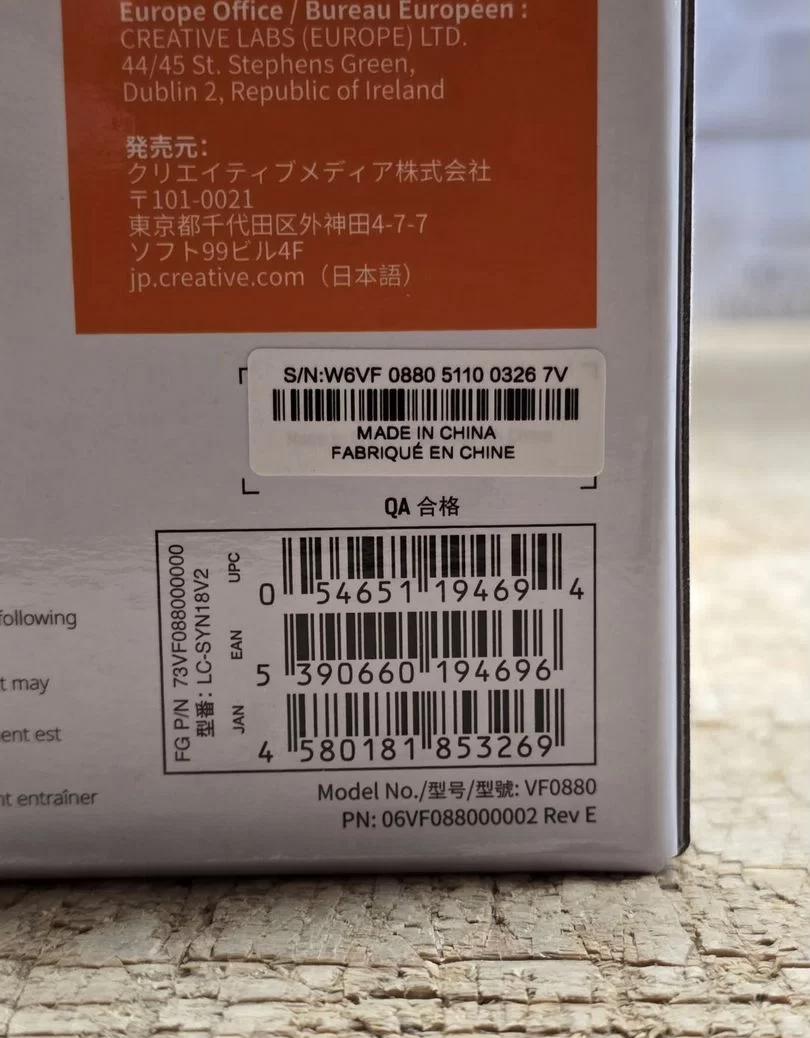 Europe Office / Bureau Européen :
CREATIVE LABS (EUROPE) LTD.
44/45 St. Stephens Green,
Dublin 2, Republic of Ireland
発売元:
クリエイティブメディア株式会社
〒101-0021
東京都千代田区外神田4-7-7
ソフト99ビル4F
jp.creative.com（日本語）
S/N:W6VF 0880 5110 0326 7V
MADE IN CHINA
FABRIQUÉ EN CHINE
QA 合格
FG P/N 73VF088000000
型番: LC-SYN18V2
UPC
0 54651 19469 4
EAN
5 390660 194696
JAN
4 580181 853269
following
t may
ent est
nt entraîner
Model No./型号/型號: VF0880
PN: 06VF088000002 Rev E